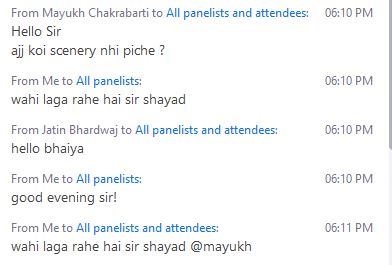 From Mayukh Chakrabarti to All panelists and attendees: 06:10 PM
Hello Sir
ajj koi scenery nhi piche ?
From Me to All panelists: 06:10 PM
wahi laga rahe hai sir shayad
From Jatin Bhardwaj to All panelists and attendees: 06:10 PM
hello bhaiya
From Me to All panelists: 06:10 PM
good evening sir!
From Me to All panelists and attendees: 06:11 PM
wahi laga rahe hai sir shayad @mayukh